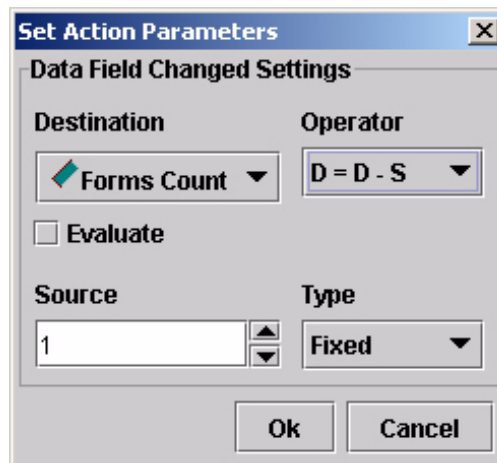 Set Action Parameters
Data Field Changed Settings
Destination Operator
Forms Count D = D - S
Evaluate
Source Type
1 Fixed
Ok Cancel